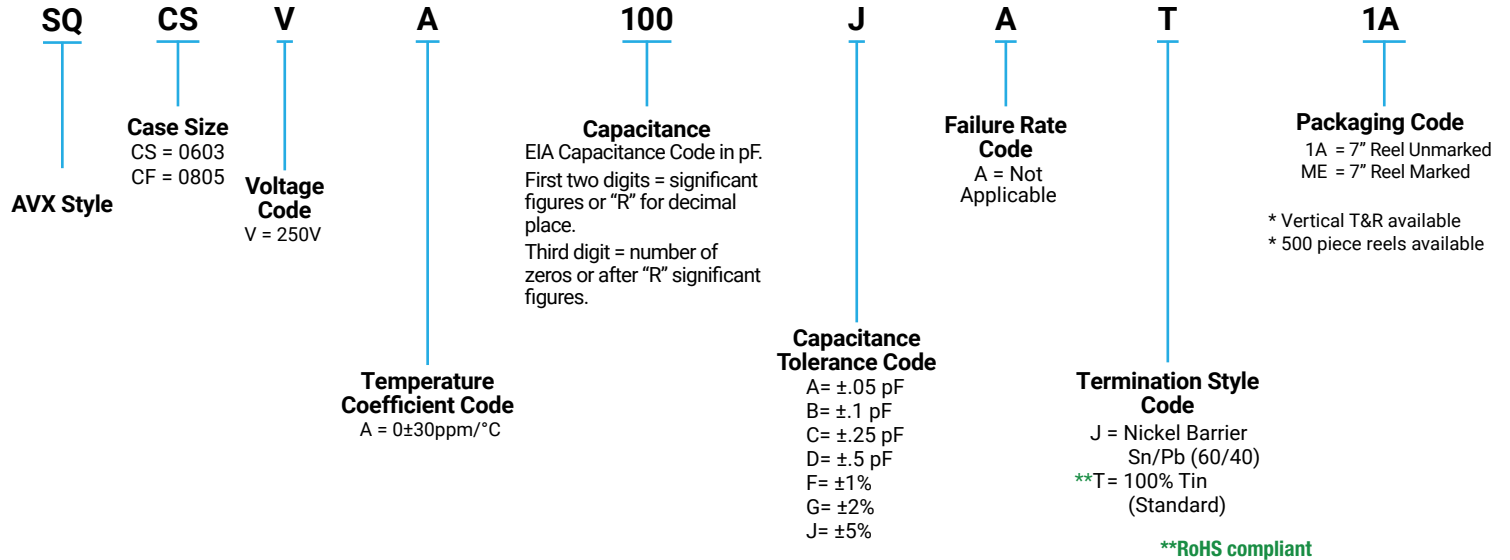 SQ CS V A 100 J A T 1A
AVX Style
Case Size
CS = 0603
CF = 0805
Voltage
Code
V = 250V
Temperature
Coefficient Code
A = 0±30ppm/°C
Capacitance
EIA Capacitance Code in pF.
First two digits = significant
figures or “R” for decimal
place.
Third digit = number of
zeros or after “R” significant
figures.
Capacitance
Tolerance Code
A= ±.05 pF
B= ±.1 pF
C= ±.25 pF
D= ±.5 pF
F= ±1%
G= ±2%
J= ±5%
Failure Rate
Code
A = Not
Applicable
Termination Style
Code
J = Nickel Barrier
Sn/Pb (60/40)
**T= 100% Tin
(Standard)
**RoHS compliant
Packaging Code
1A = 7” Reel Unmarked
ME = 7” Reel Marked
* Vertical T&R available
* 500 piece reels available